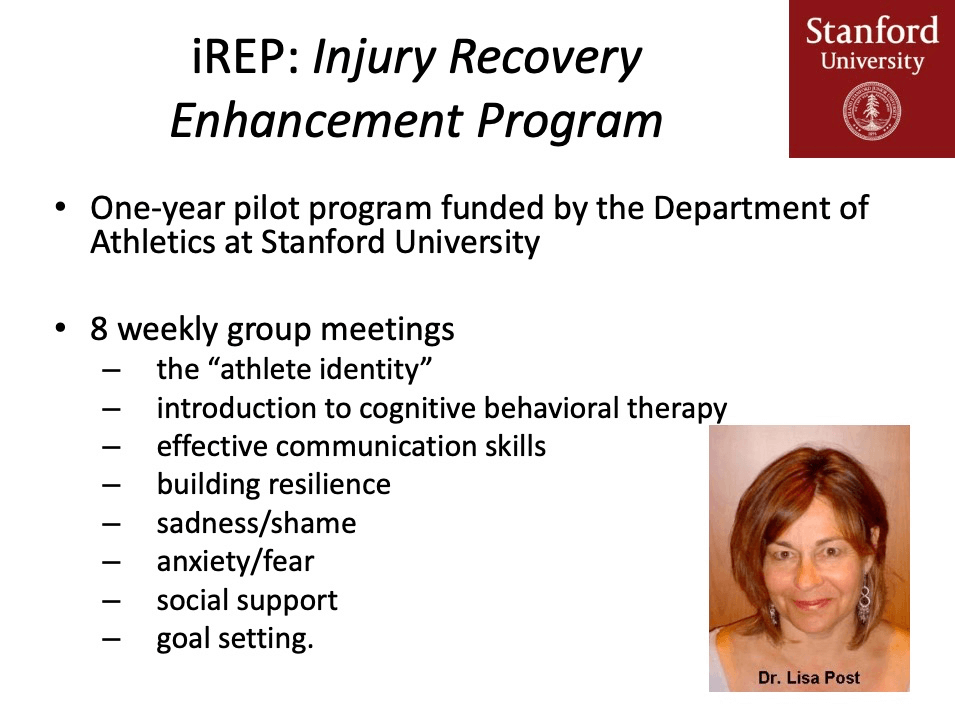 iREP: Injury Recovery
Enhancement Program
Stanford
University
• One-year pilot program funded by the Department of
Athletics at Stanford University
• 8 weekly group meetings
– the “athlete identity”
– introduction to cognitive behavioral therapy
– effective communication skills
– building resilience
– sadness/shame
– anxiety/fear
– social support
– goal setting.
Dr. Lisa Post